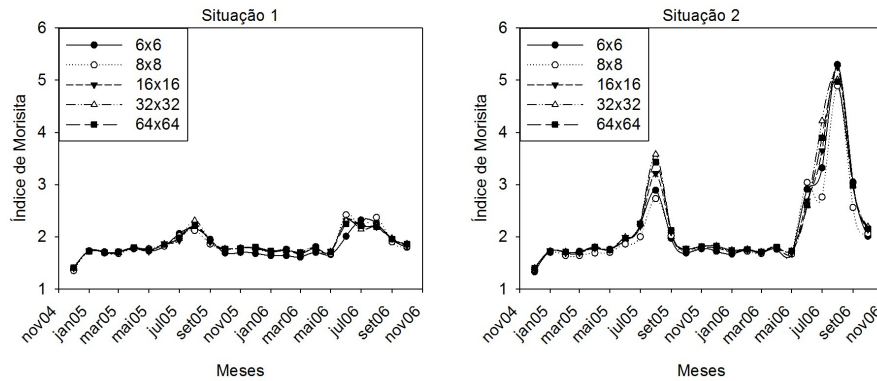 Situação 1
6
5
4
3
2
1
Índice de Morisita
6x6
8x8
16x16
32x32
64x64
nov04
jan05
mar05
mai05
jul05
set05
nov05
jan06
mar06
mai06
jul06
set06
nov06
Meses
Situação 2
6
5
4
3
2
1
Índice de Morisita
6x6
8x8
16x16
32x32
64x64
nov04
jan05
mar05
mai05
jul05
set05
nov05
jan06
mar06
mai06
jul06
set06
nov06
Meses